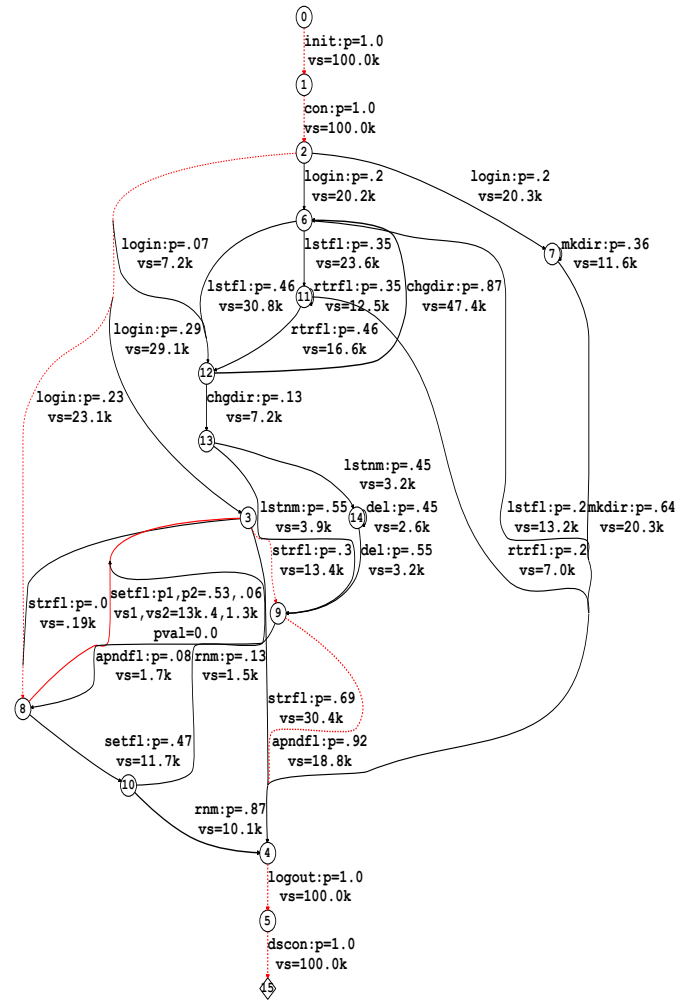 0
init:p=1.0
vs=100.0k
1
con:p=1.0
vs=100.0k
2
login:p=.2
vs=20.2k
login:p=.2
vs=20.3k
6
login:p=.07
vs=7.2k
lstfl:p=.35
vs=23.6k
7
mkdir:p=.36
vs=11.6k
lstfl:p=.46
vs=30.8k
11
rtrfl:p=.35
vs=12.5k
chgdir:p=.87
vs=47.4k
login:p=.29
vs=29.1k
rtrfl:p=.46
vs=16.6k
12
login:p=.23
vs=23.1k
chgdir:p=.13
vs=7.2k
13
lstnm:p=.45
vs=3.2k
3
lstnm:p=.55
vs=3.9k
14
del:p=.45
vs=2.6k
lstfl:p=.2
vs=13.2k
mkdir:p=.64
vs=20.3k
strfl:p=.3
vs=13.4k
del:p=.55
vs=3.2k
rtrfl:p=.2
vs=7.0k
strfl:p=.0
vs=.19k
setfl:p1,p2=.53,.06
vs1,vs2=13k.4,1.3k
pval=0.0
9
apndfl:p=.08
vs=1.7k
rnm:p=.13
vs=1.5k
8
strfl:p=.69
vs=30.4k
setfl:p=.47
vs=11.7k
apndfl:p=.92
vs=18.8k
10
rnm:p=.87
vs=10.1k
4
logout:p=1.0
vs=100.0k
5
dscon:p=1.0
vs=100.0k
15